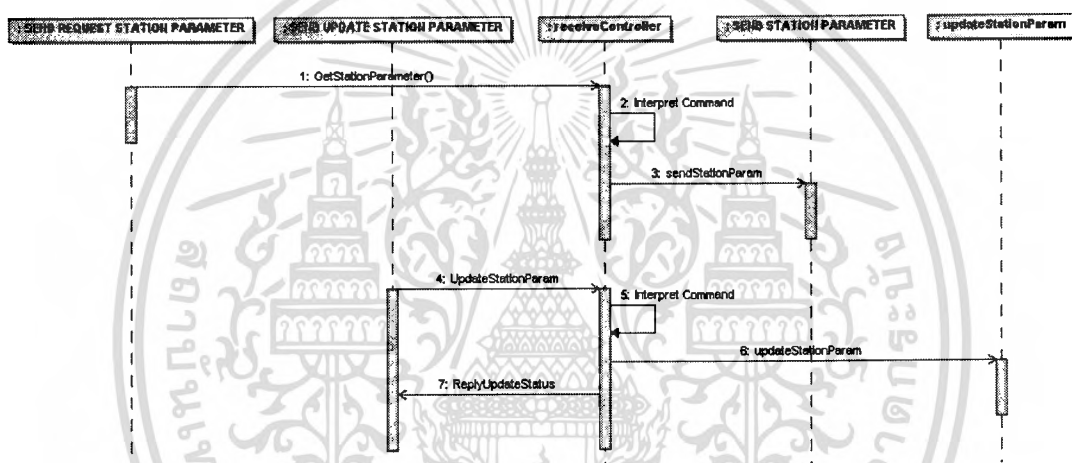 : SEND REQUEST STATION PARAMETER
: SEND UPDATE STATION PARAMETER
: receiveController
: SEND STATION PARAMETER
: updateStationParam
1: GetStationParameter()
2: Interpret Command
3: sendStationParam
4: UpdateStationParam
5: Interpret Command
6: updateStationParam
7: ReplyUpdateStatus